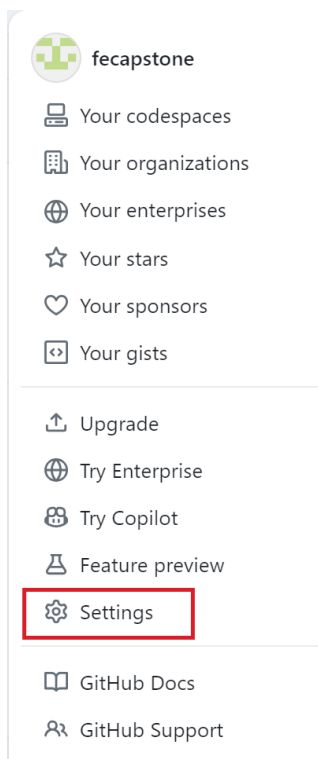 fecapstone
Your codespaces
Your organizations
Your enterprises
Your stars
Your sponsors
Your gists
Upgrade
Try Enterprise
Try Copilot
Feature preview
Settings
GitHub Docs
GitHub Support